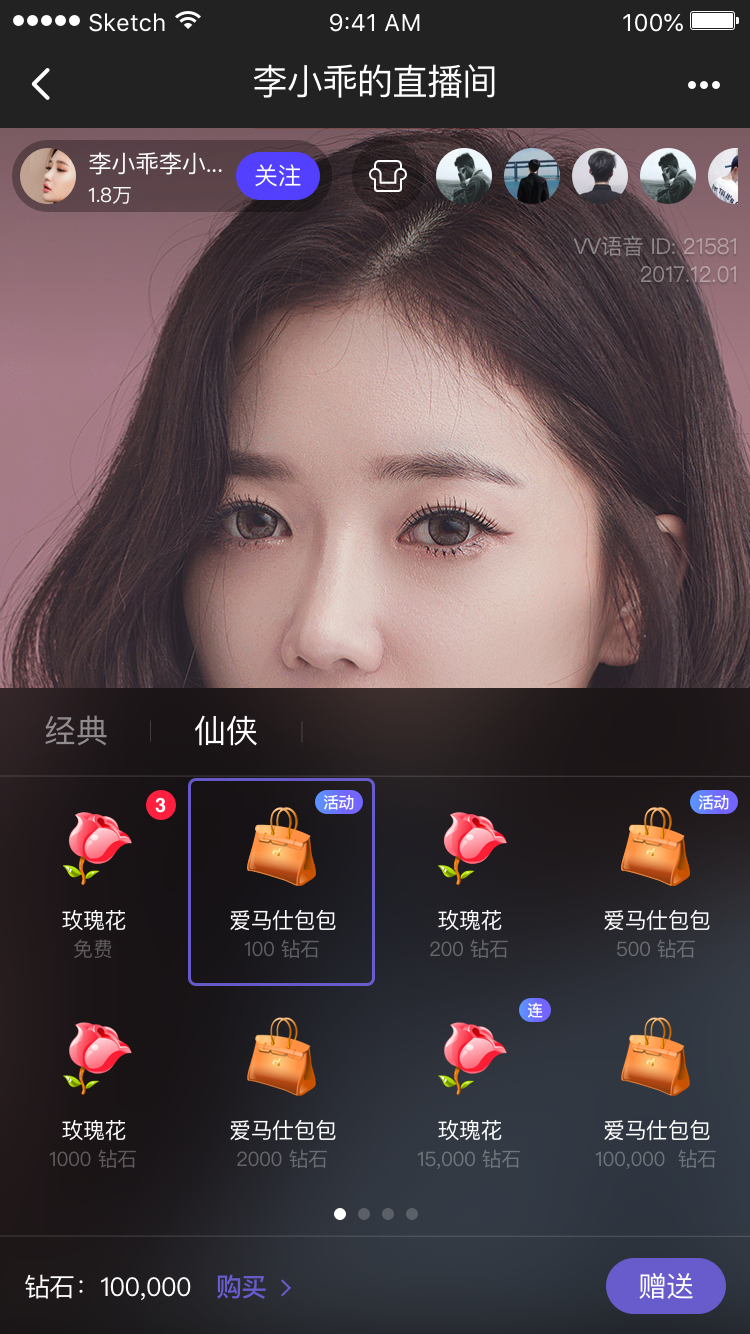 Sketch 9:41 AM 100%
李小乖的直播间
李小乖李小...
1.8万
关注
VV语音 ID: 21581
2017.12.01
经典 仙侠
3 活动 活动
玫瑰花 爱马仕包包 玫瑰花 爱马仕包包
免费 100 钻石 200 钻石 500 钻石
连
玫瑰花 爱马仕包包 玫瑰花 爱马仕包包
1000 钻石 2000 钻石 15,000 钻石 100,000 钻石
钻石：100,000 购买 赠送